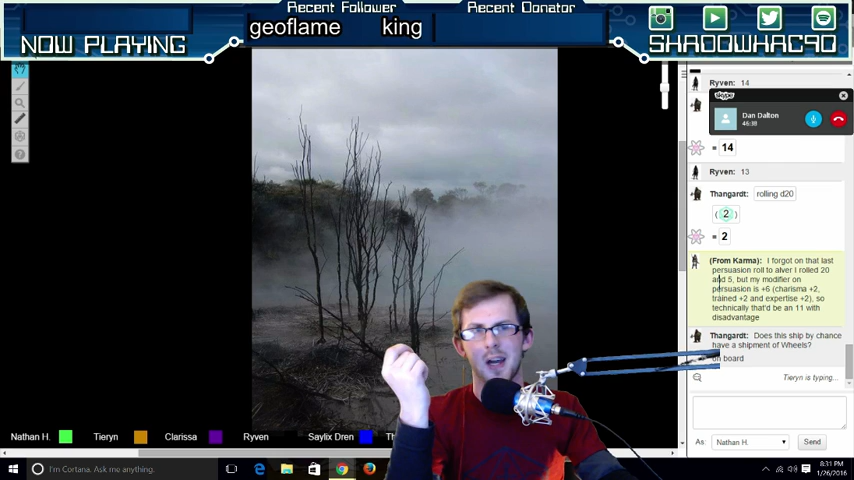 Recent Follower
Recent Donator
geoflame king
NOW PLAYING
SHADOWHAC90
Ryven: 14
skype
Dan Dalton
46:38
= 14
Ryven: 13
Thangardt: rolling d20
(2)
= 2
(From Karma): I forgot on that last
persuasion roll to alver I rolled 20
and 5, but my modifier on
persuasion is +6 (charisma +2,
trained +2 and expertise +2), so
technically that'd be an 11 with
disadvantage
Thangardt: Does this ship by chance
have a shipment of Wheels?
on board
Tieryn is typing...
Nathan H. Tieryn Clarissa Ryven Saylix Dren Th
As: Nathan H. Send
I'm Cortana. Ask me anything.
8:31 PM
1/26/2016